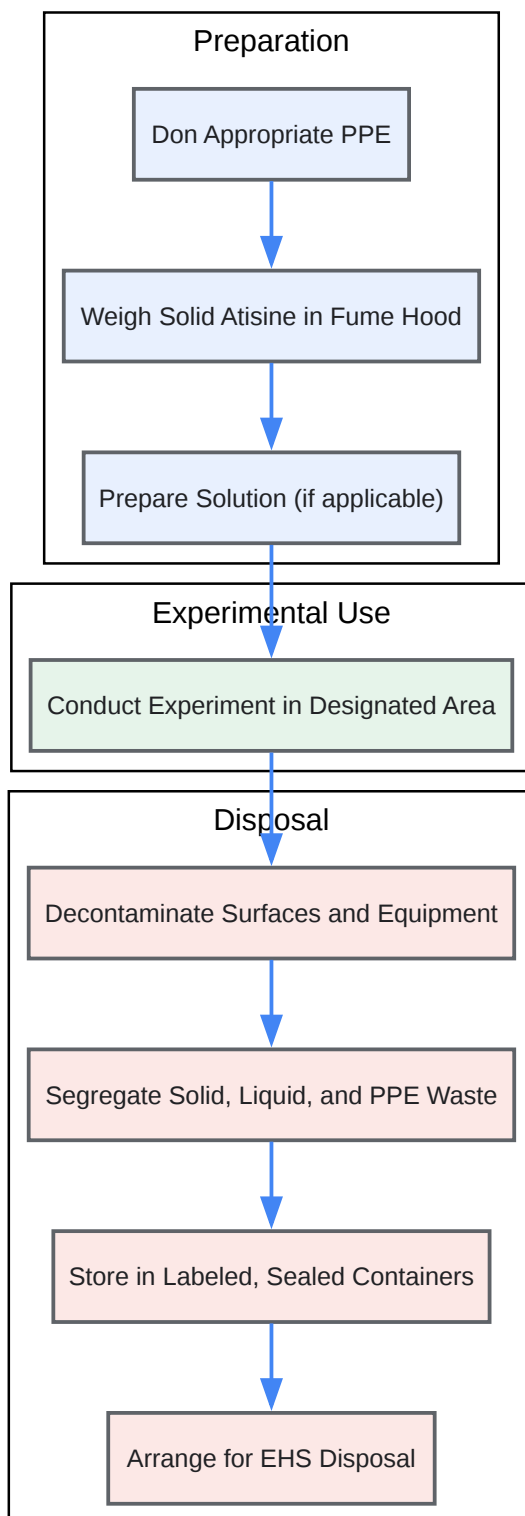 Preparation
Don Appropriate PPE
Weigh Solid Atisine in Fume Hood
Prepare Solution (if applicable)
Experimental Use
Conduct Experiment in Designated Area
Disposal
Decontaminate Surfaces and Equipment
Segregate Solid, Liquid, and PPE Waste
Store in Labeled, Sealed Containers
Arrange for EHS Disposal